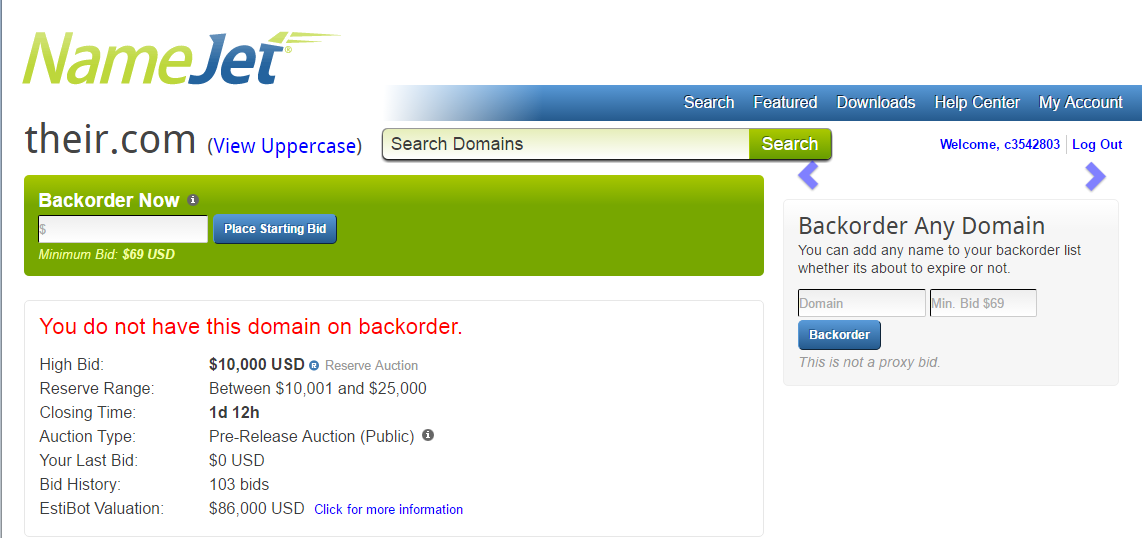 NameJet®
Search Featured Downloads Help Center My Account
their.com (View Uppercase)
Search Domains Search
Welcome, c3542803 Log Out
Backorder Now
$ Place Starting Bid
Minimum Bid: $69 USD
You do not have this domain on backorder.
High Bid: $10,000 USD Reserve Auction
Reserve Range: Between $10,001 and $25,000
Closing Time: 1d 12h
Auction Type: Pre-Release Auction (Public)
Your Last Bid: $0 USD
Bid History: 103 bids
EstiBot Valuation: $86,000 USD Click for more information
Backorder Any Domain
You can add any name to your backorder list
whether its about to expire or not.
Domain Min. Bid $69
Backorder
This is not a proxy bid.